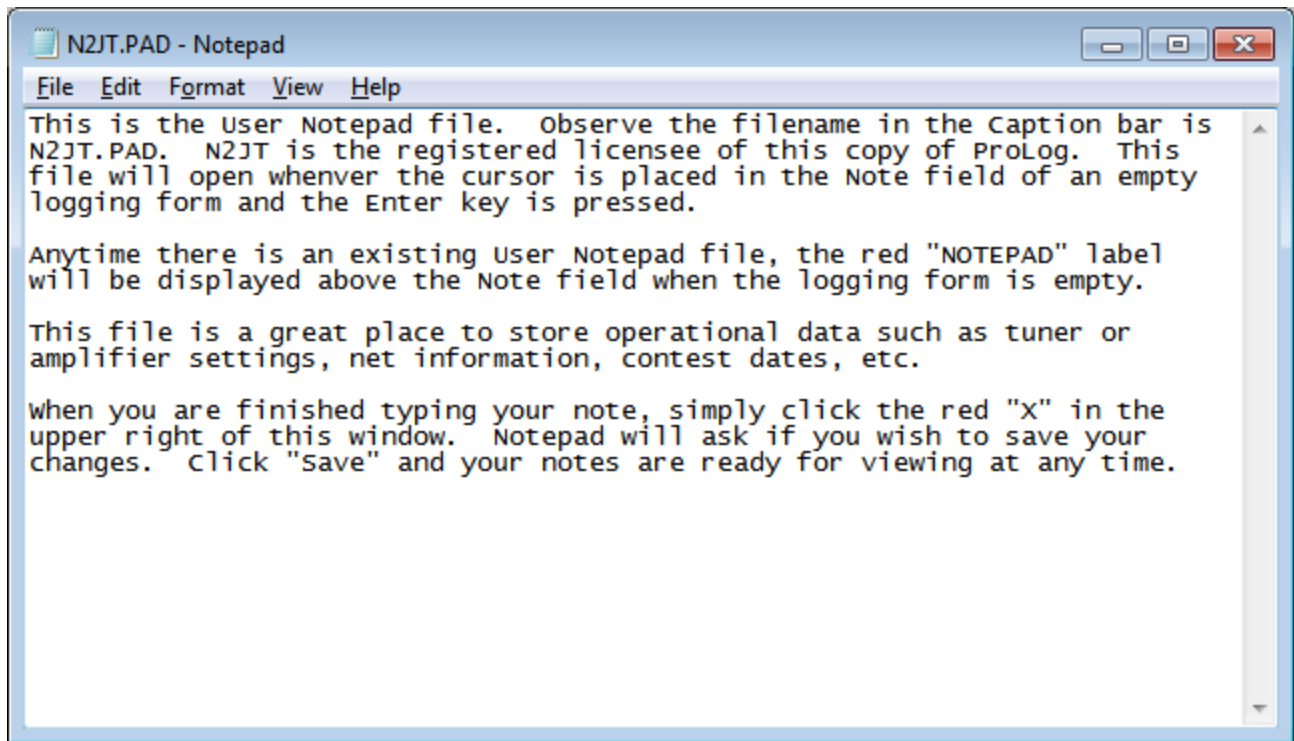 N2JT.PAD - Notepad
File Edit Format View Help
This is the User Notepad file.  Observe the filename in the Caption bar is
N2JT.PAD.  N2JT is the registered licensee of this copy of ProLog.  This
file will open whenver the cursor is placed in the Note field of an empty
logging form and the Enter key is pressed.
Anytime there is an existing User Notepad file, the red "NOTEPAD" label
will be displayed above the Note field when the logging form is empty.
This file is a great place to store operational data such as tuner or
amplifier settings, net information, contest dates, etc.
When you are finished typing your note, simply click the red "X" in the
upper right of this window.  Notepad will ask if you wish to save your
changes.  Click "Save" and your notes are ready for viewing at any time.